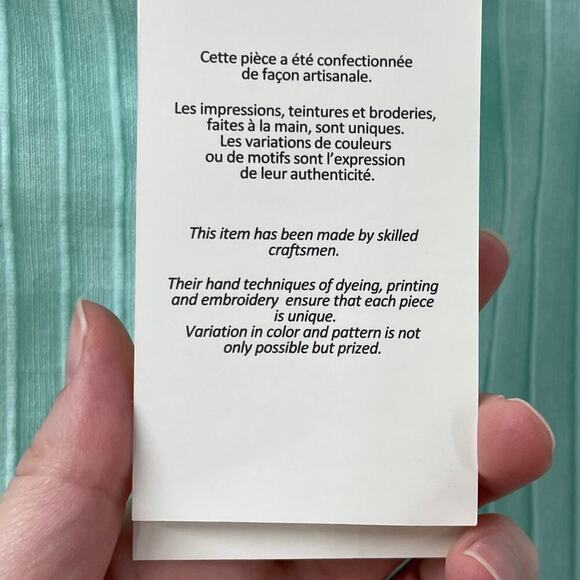 Cette pièce a été confectionnée
de façon artisanale.
Les impressions, teintures et broderies,
faites à la main, sont uniques.
Les variations de couleurs
ou de motifs sont l'expression
de leur authenticité.
This item has been made by skilled
craftsmen.
Their hand techniques of dyeing, printing
and embroidery ensure that each piece
is unique.
Variation in color and pattern is not
only possible but prized.